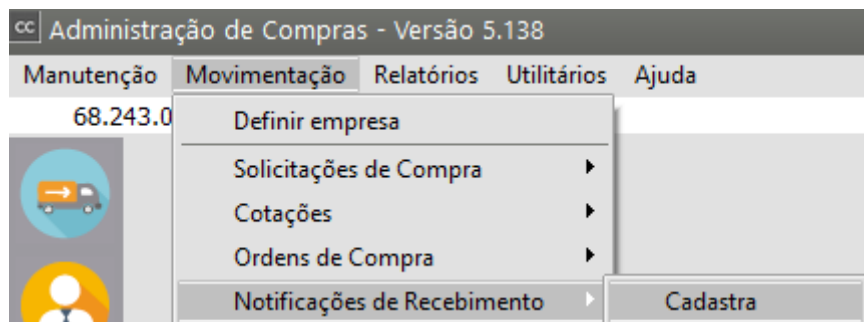 cc Administração de Compras - Versão 5.138
Manutenção Movimentação Relatórios Utilitários Ajuda
68.243.0
Definir empresa
Solicitações de Compra
Cotações
Ordens de Compra
Notificações de Recebimento Cadastra